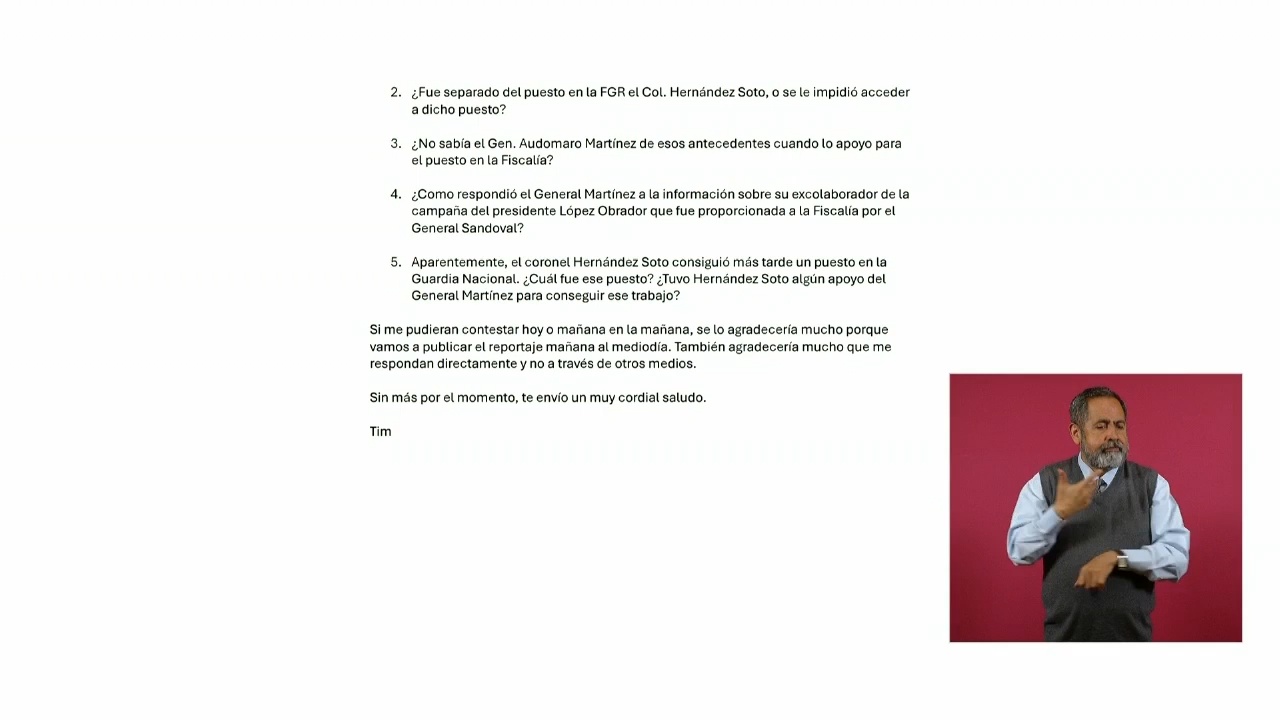 2. ¿Fue separado del puesto en la FGR el Col. Hernández Soto, o se le impidió acceder
a dicho puesto?
3. ¿No sabía el Gen. Audomaro Martínez de esos antecedentes cuando lo apoyo para
el puesto en la Fiscalía?
4. ¿Como respondió el General Martínez a la información sobre su excolaborador de la
campaña del presidente López Obrador que fue proporcionada a la Fiscalía por el
General Sandoval?
5. Aparentemente, el coronel Hernández Soto consiguió más tarde un puesto en la
Guardia Nacional. ¿Cuál fue ese puesto? ¿Tuvo Hernández Soto algún apoyo del
General Martínez para conseguir ese trabajo?
Si me pudieran contestar hoy o mañana en la mañana, se lo agradecería mucho porque
vamos a publicar el reportaje mañana al mediodía. También agradecería mucho que me
respondan directamente y no a través de otros medios.
Sin más por el momento, te envío un muy cordial saludo.
Tim